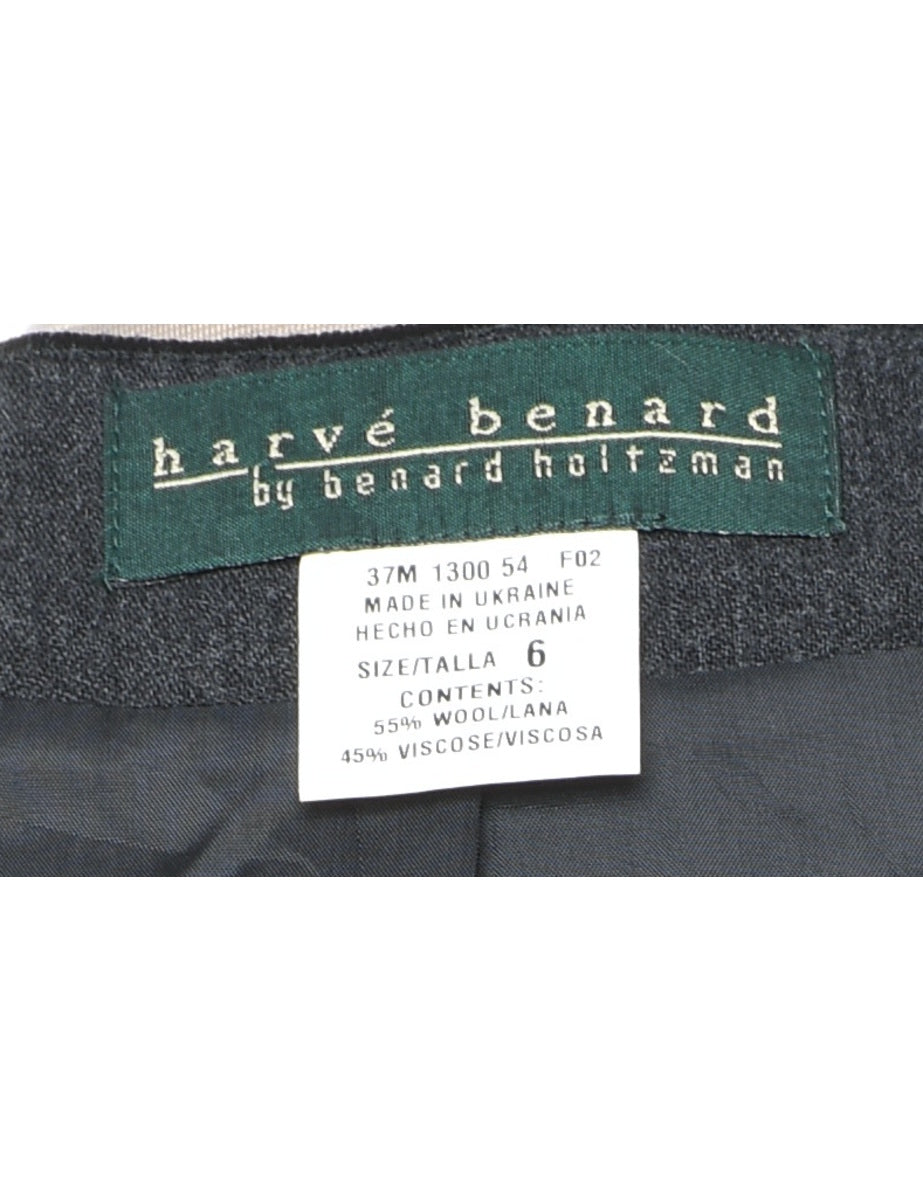 harvé benard
by benard holtzman
37M 1300 54 F02
MADE IN UKRAINE
HECHO EN UCRANIA
SIZE/TALLA 6
CONTENTS:
55% WOOL/LANA
45% VISCOSE/VISCOSA